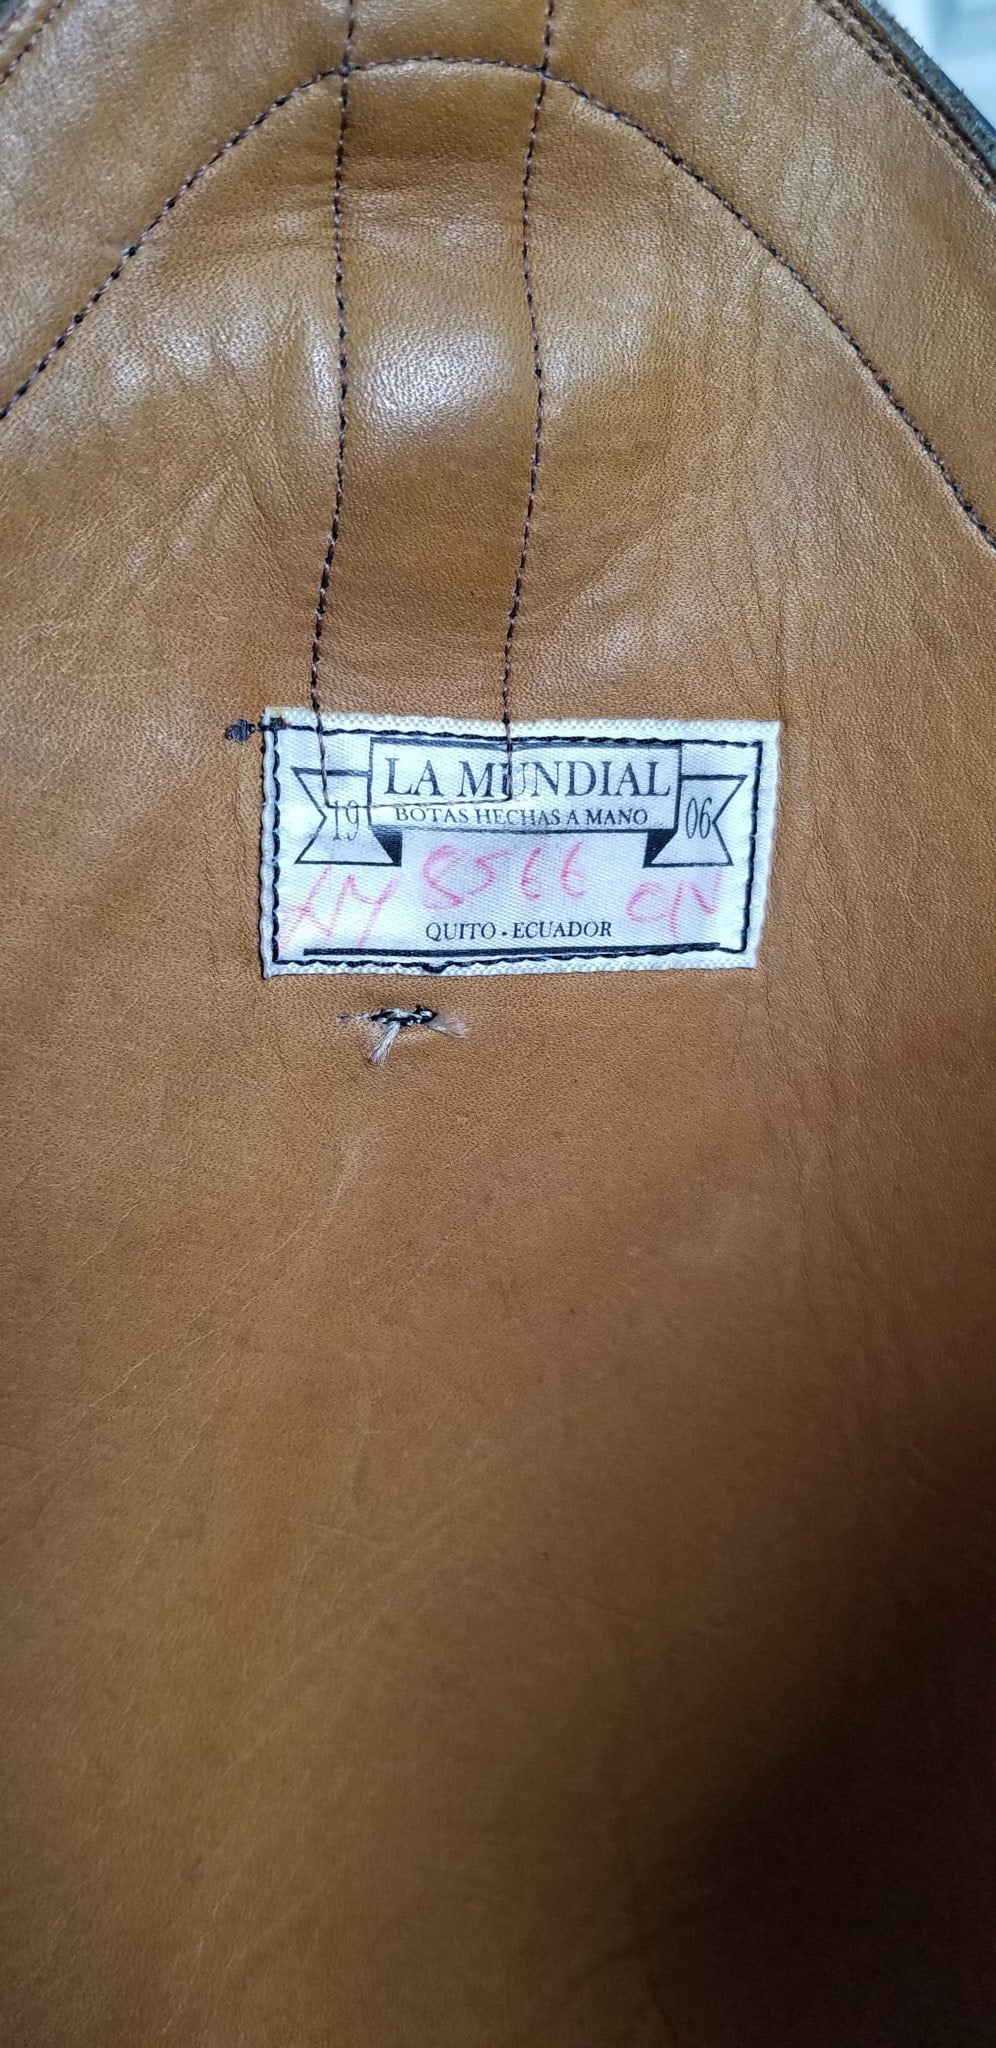 LA MUNDIAL
19 BOTAS HECHAS A MANO 06
8566
QUITO - ECUADOR